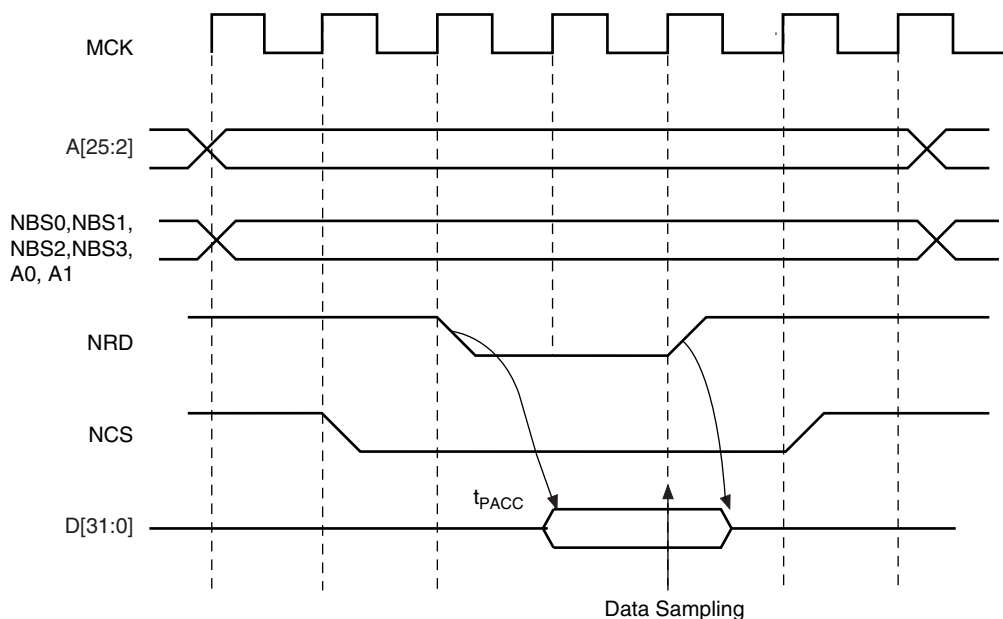 MCK
A[25:2]
NBS0,NBS1,
NBS2,NBS3,
A0, A1
NRD
NCS
tPACC
D[31:0]
Data Sampling